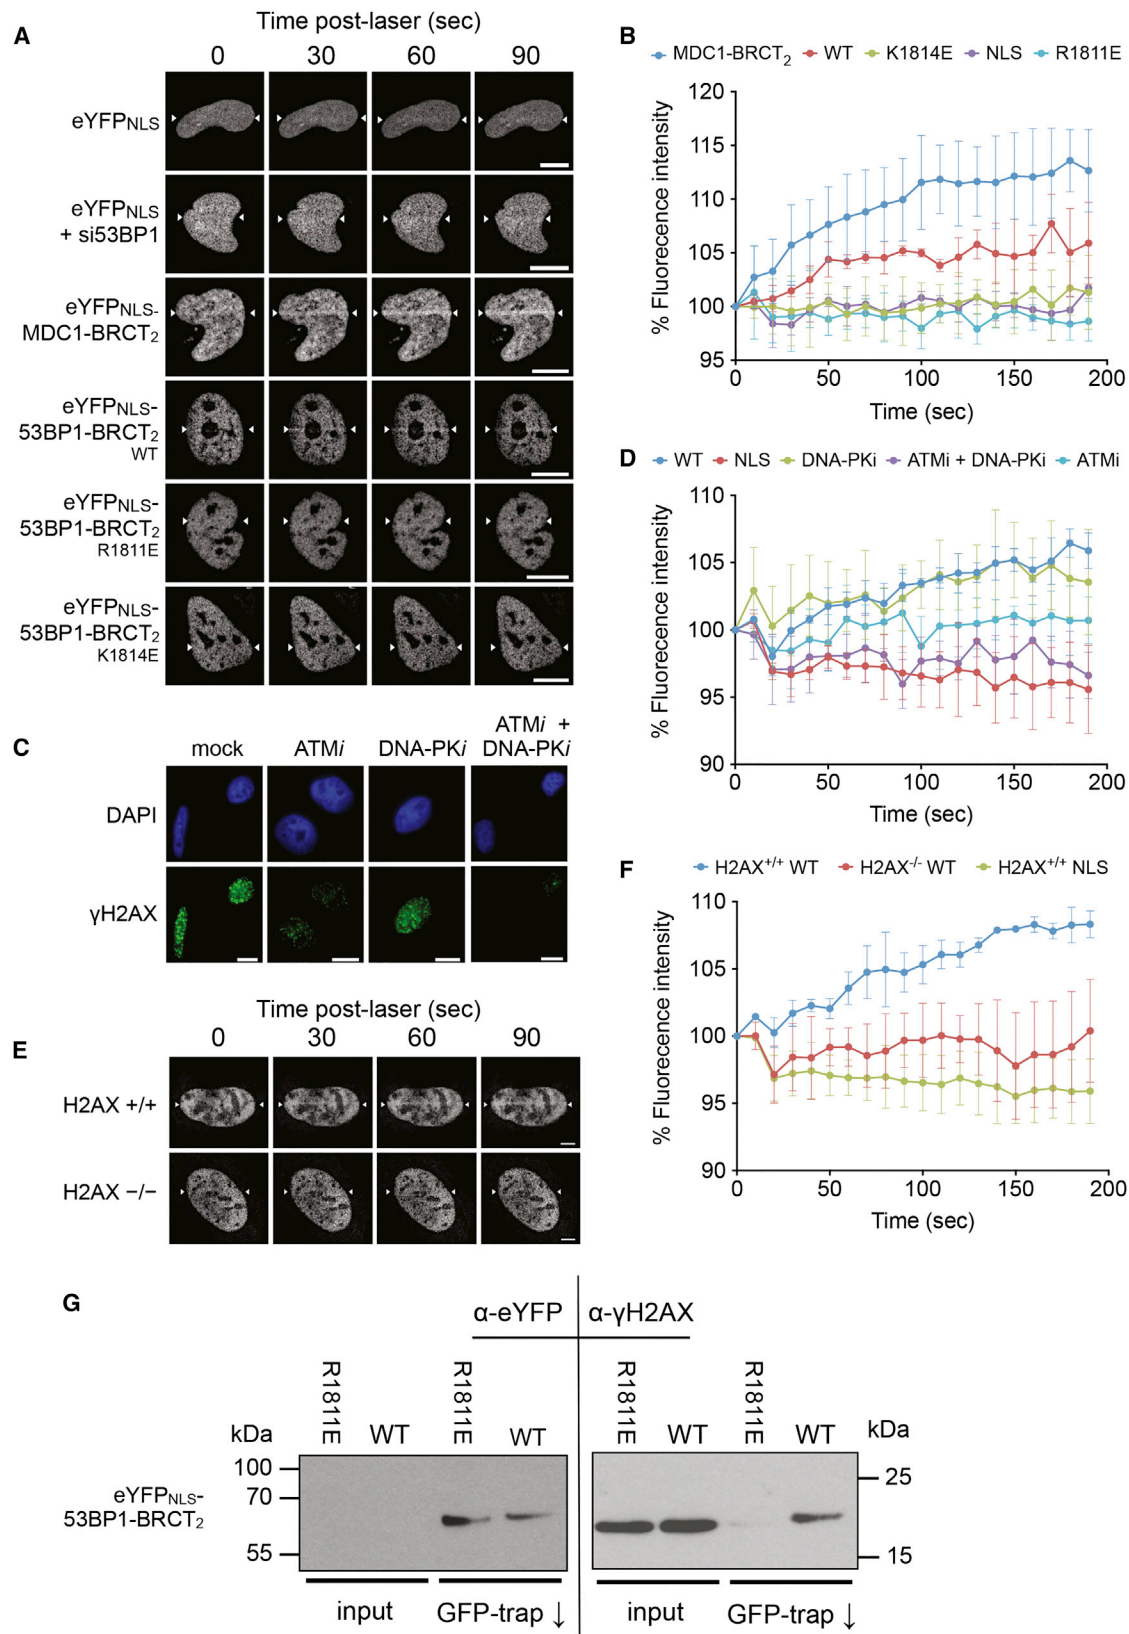 A
Time post-laser (sec)
0 30 60 90
eYFPNLS
eYFPNLS
+ si53BP1
eYFPNLS-
MDC1-BRCT2
eYFPNLS-
53BP1-BRCT2
WT
eYFPNLS-
53BP1-BRCT2
R1811E
eYFPNLS-
53BP1-BRCT2
K1814E
B
MDC1-BRCT2 WT K1814E NLS R1811E
% Fluorecence intensity
120
115
110
105
100
95
0 50 100 150 200
Time (sec)
C
mock ATMi DNA-PKi ATMi +
DNA-PKi
DAPI
γH2AX
D
WT NLS DNA-PKi ATMi + DNA-PKi ATMi
% Fluorecence intensity
110
105
100
95
90
0 50 100 150 200
Time (sec)
E
Time post-laser (sec)
0 30 60 90
H2AX +/+
H2AX −/−
F
H2AX+/+ WT H2AX-/- WT H2AX+/+ NLS
% Fluorecence intensity
110
105
100
95
90
0 50 100 150 200
Time (sec)
G
α-eYFP α-γH2AX
R1811E WT R1811E WT R1811E WT R1811E WT
kDa
100
70
55
kDa
25
15
eYFPNLS-
53BP1-BRCT2
input GFP-trap ↓ input GFP-trap ↓